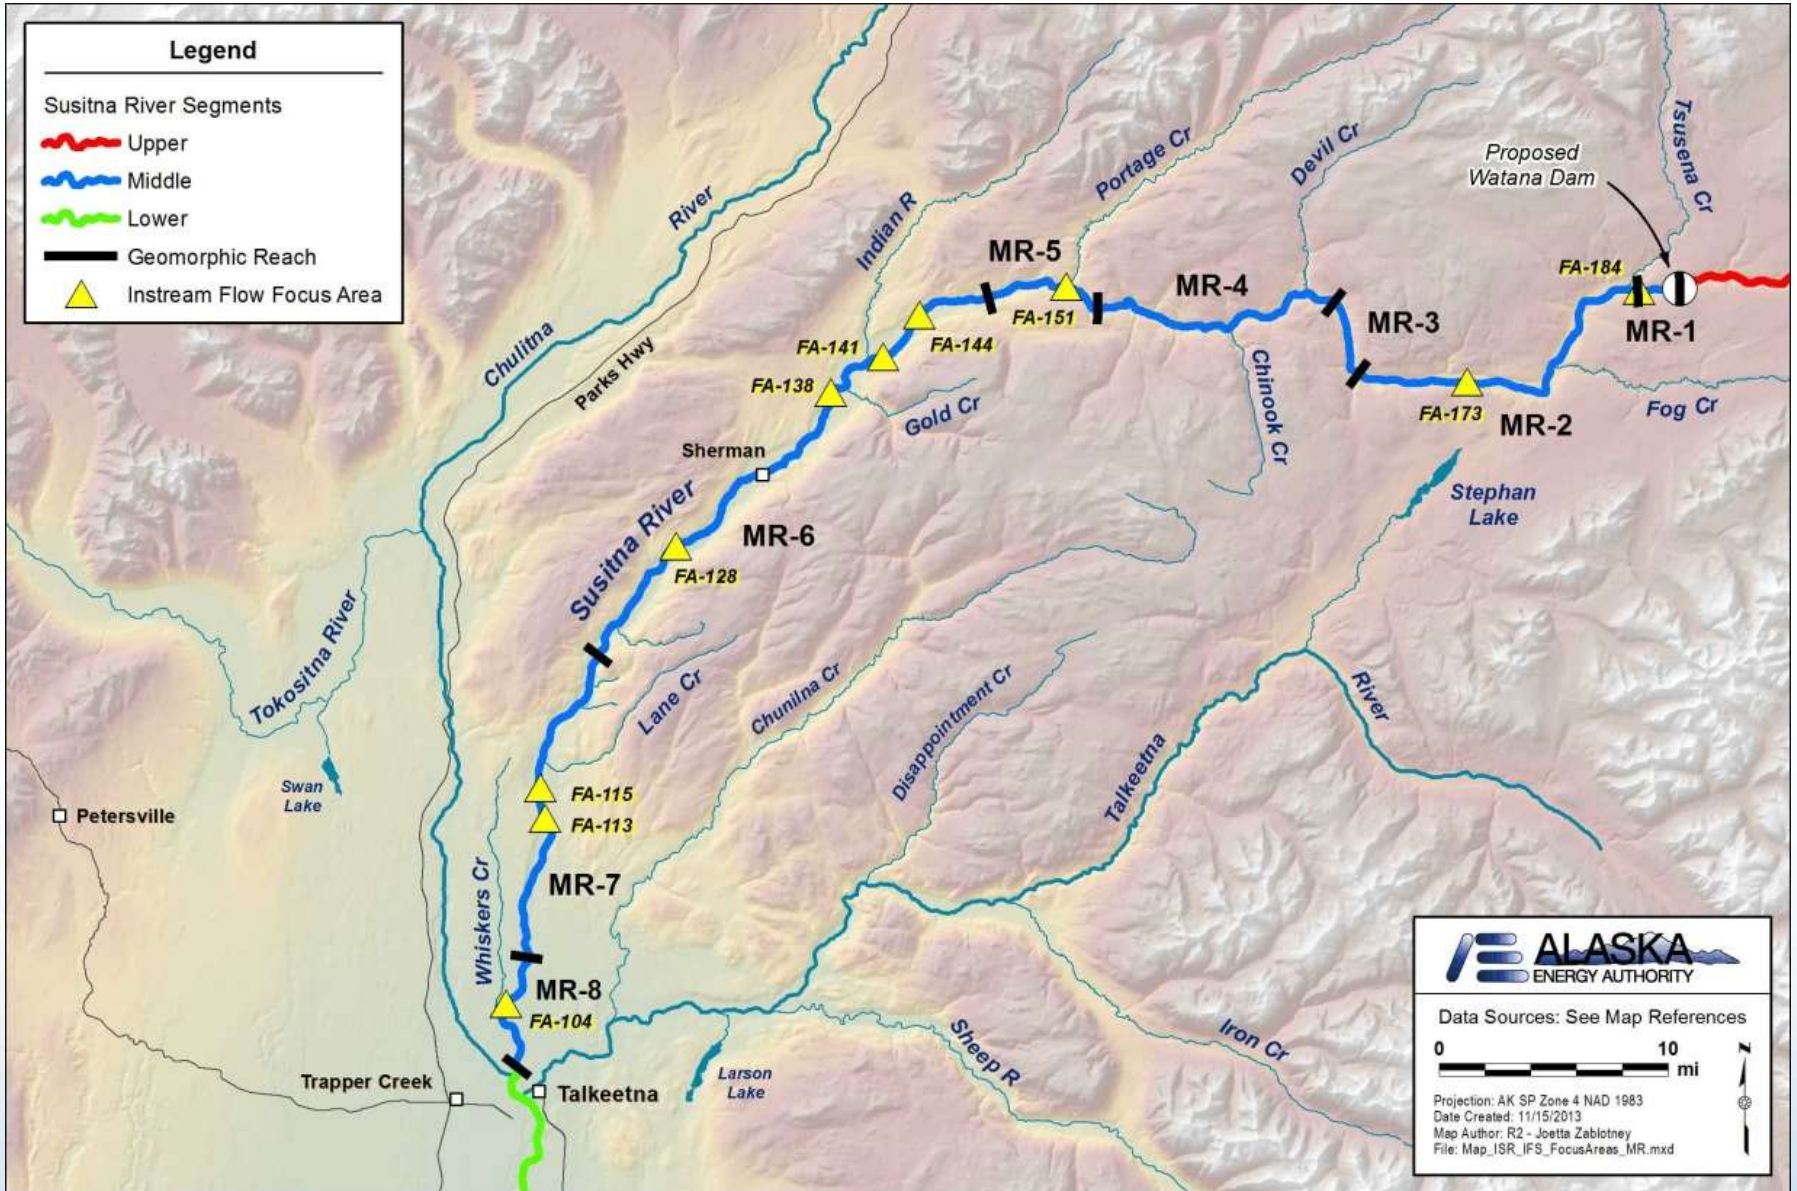 Legend
Susitna River Segments
Upper
Middle
Lower
Geomorphic Reach
Instream Flow Focus Area
River
Chulitna
Parks Hwy
Indian R
Portage Cr
Devil Cr
Proposed
Watana Dam
Tsusena Cr
MR-5
MR-4
FA-184
FA-151
MR-3
MR-1
FA-141
FA-144
FA-138
Gold Cr
Chinook Cr
FA-173
MR-2
Fog Cr
Sherman
Stephan
Lake
Susitna River
MR-6
FA-128
Tokositna River
Lane Cr
Chunilna Cr
Disappointment Cr
River
Talkeetna
Swan
Lake
Petersville
FA-115
FA-113
Whiskers Cr
MR-7
MR-8
FA-104
Sheep R
Iron Cr
Larson
Lake
Trapper Creek
Talkeetna
ALASKA
ENERGY AUTHORITY
Data Sources: See Map References
0 10
mi
N
Projection: AK SP Zone 4 NAD 1983
Date Created: 11/15/2013
Map Author: R2 - Joetta Zablotney
File: Map_ISR_IFS_FocusAreas_MR.mxd